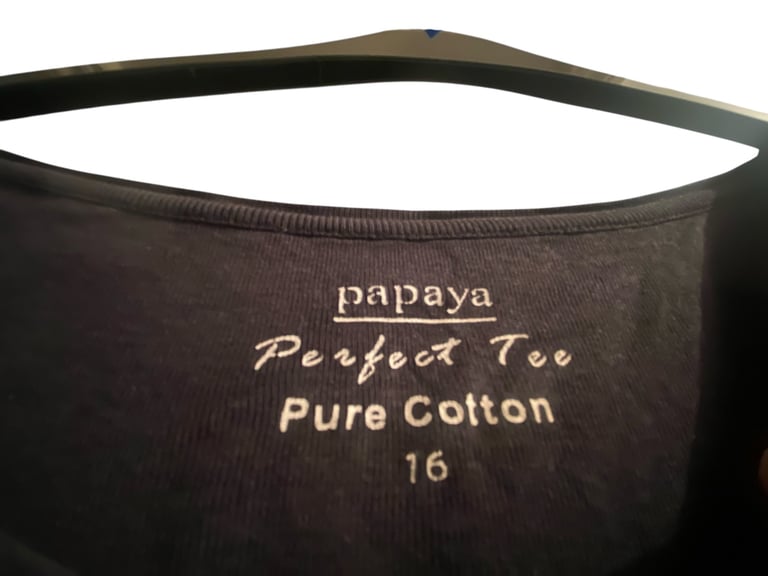 papaya
Perfect Tee
Pure Cotton
16